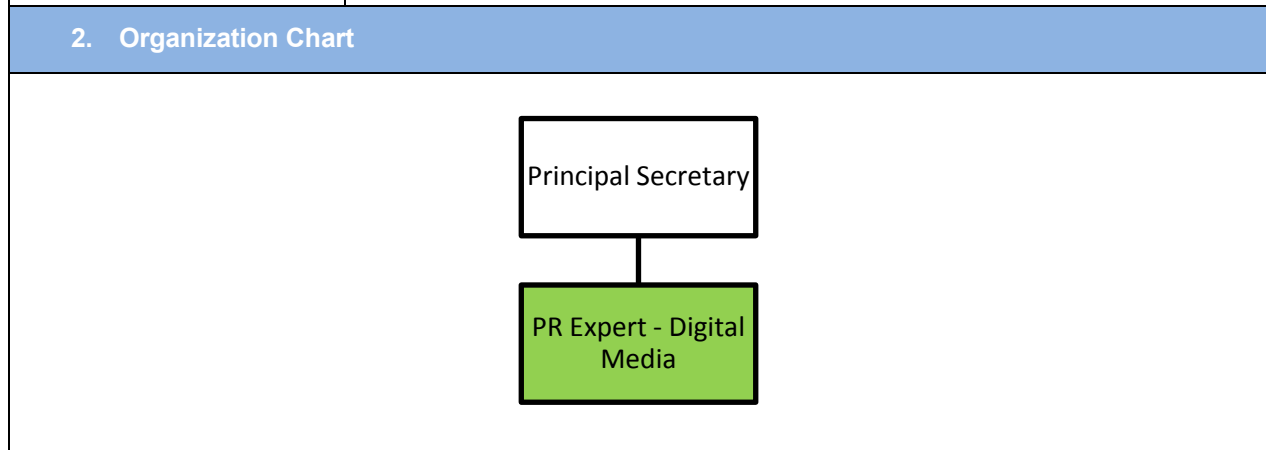 2. Organization Chart
Principal Secretary
PR Expert - Digital
Media